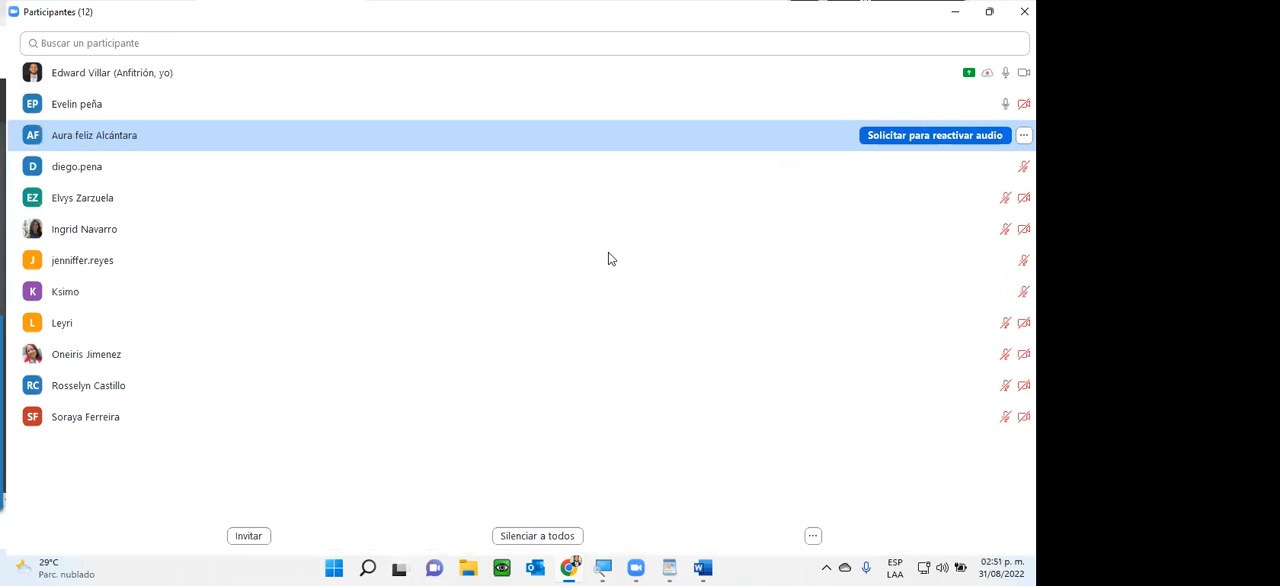 Participantes (12)
Buscar un participante
Edward Villar (Anfitrión, yo)
EP Evelin peña
AF Aura feliz Alcántara Solicitar para reactivar audio ...
D diego.pena
EZ Elvys Zarzuela
Ingrid Navarro
J jenniffer.reyes
K Ksimo
L Leyri
Oneiris Jimenez
RC Rosselyn Castillo
SF Soraya Ferreira
Invitar Silenciar a todos ...
29°C
Parc. nublado
ESP
LAA
02:51 p. m.
31/08/2022